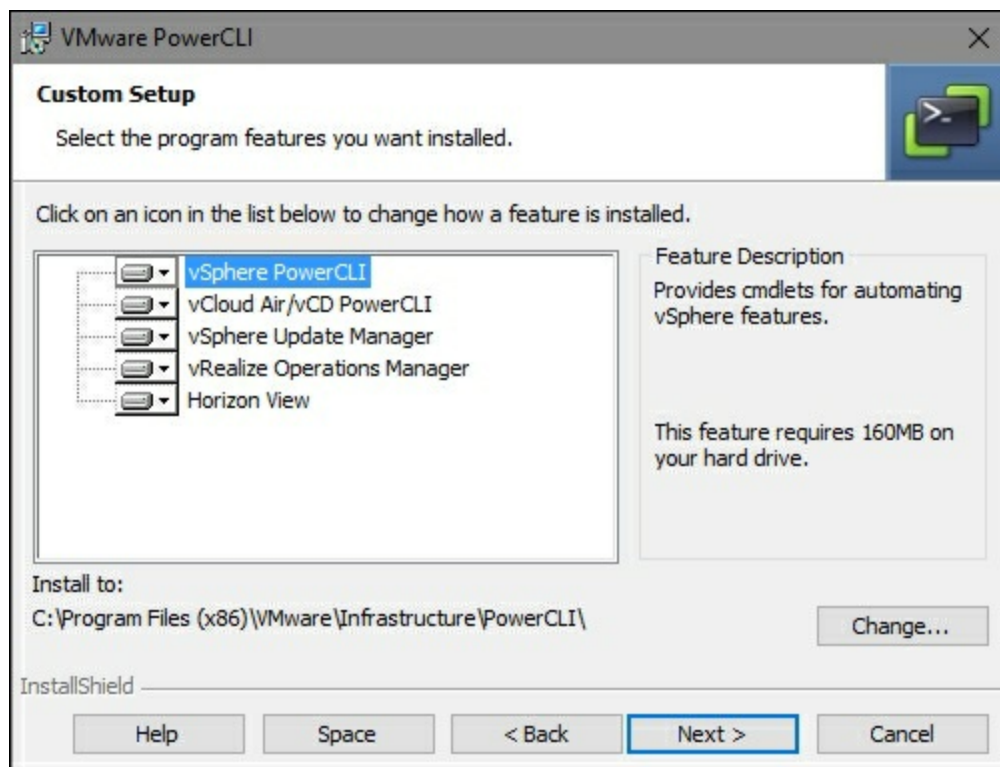 VMware PowerCLI
Custom Setup
Select the program features you want installed.
Click on an icon in the list below to change how a feature is installed.
vSphere PowerCLI
vCloud Air/vCD PowerCLI
vSphere Update Manager
vRealize Operations Manager
Horizon View
Feature Description
Provides cmdlets for automating
vSphere features.
This feature requires 160MB on
your hard drive.
Install to:
C:\Program Files (x86)\VMware\Infrastructure\PowerCLI\
Change...
InstallShield
Help
Space
< Back
Next >
Cancel